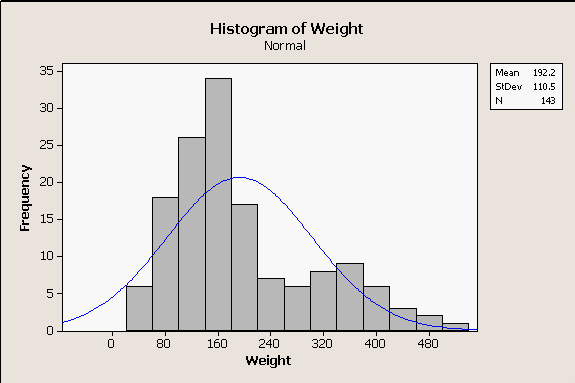 Histogram of Weight
Normal
Mean 192.2
StDev 110.5
N 143
Frequency
35
30
25
20
15
10
5
0
0 80 160 240 320 400 480
Weight